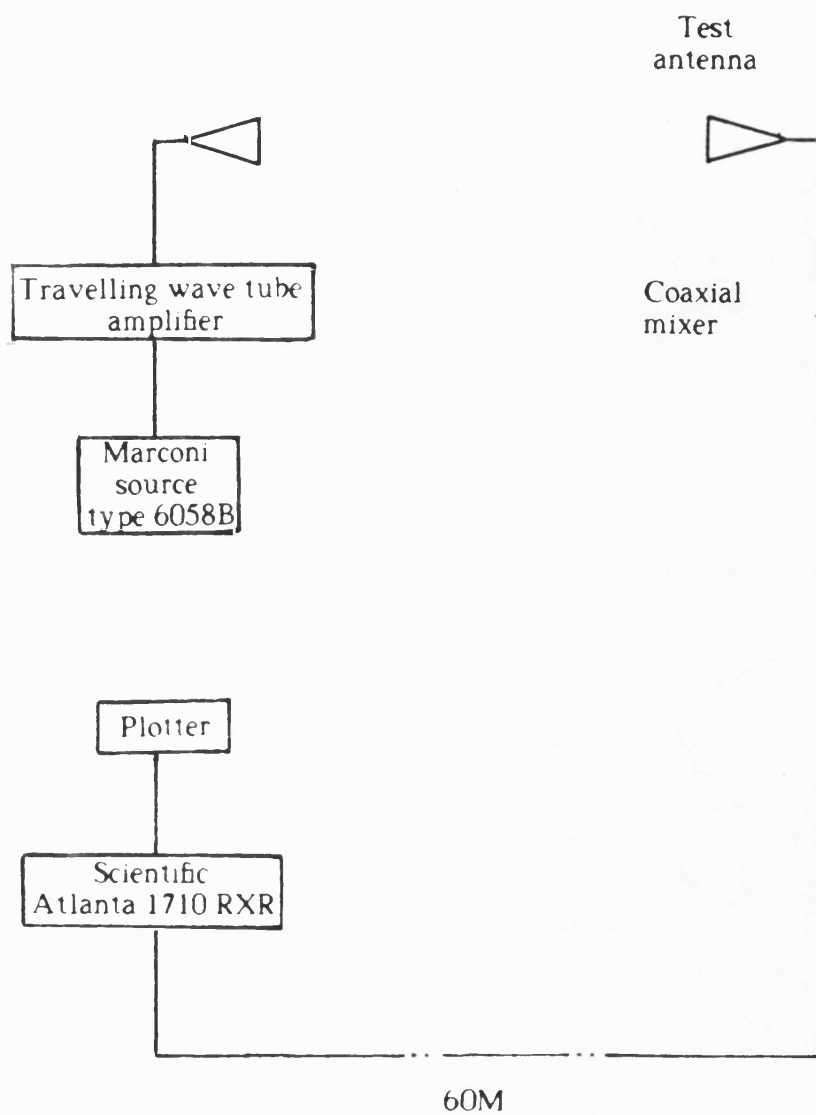 Test
antenna
Travelling wave tube
amplifier
Coaxial
mixer
Marconi
source
type 6058B
Plotter
Scientific
Atlanta 1710 RXR
60M